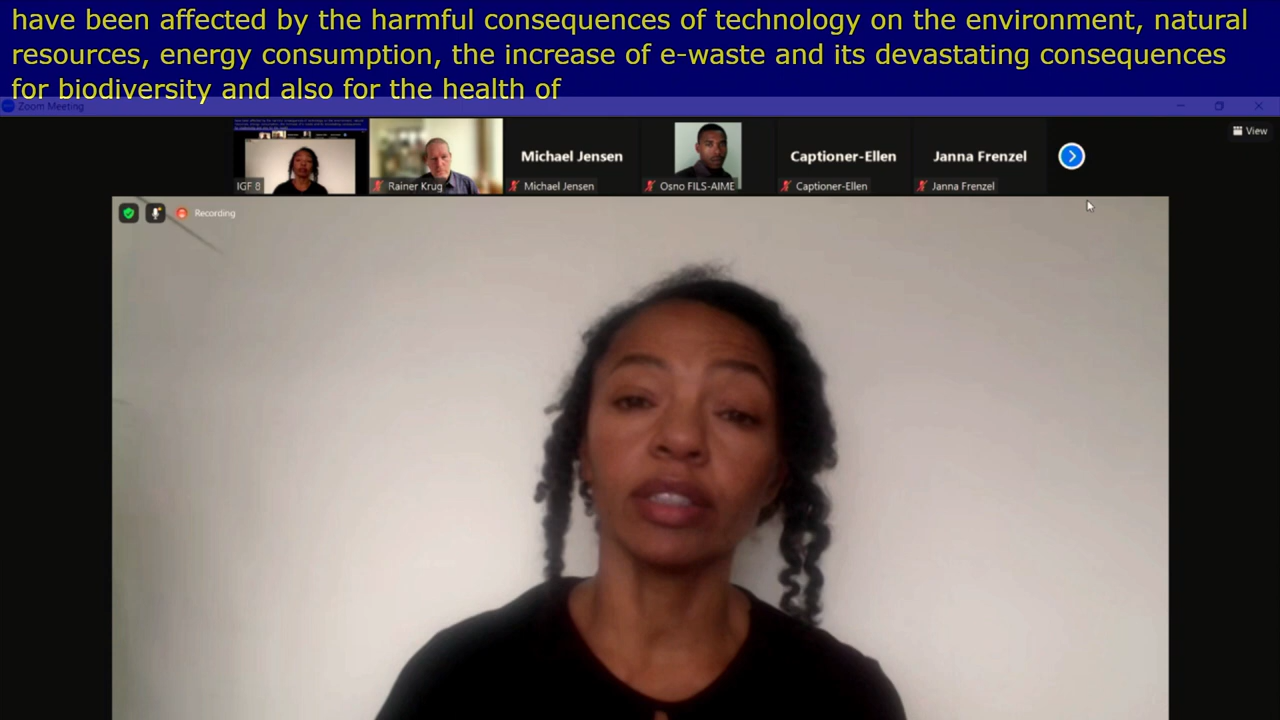 have been affected by the harmful consequences of technology on the environment, natural
resources, energy consumption, the increase of e-waste and its devastating consequences
for biodiversity and also for the health of
Zoom Meeting
View
Michael Jensen
Captioner-Ellen
Janna Frenzel
IGF 8
Rainer Krug
Michael Jensen
Osno FILS-AIME
Captioner-Ellen
Janna Frenzel
Recording